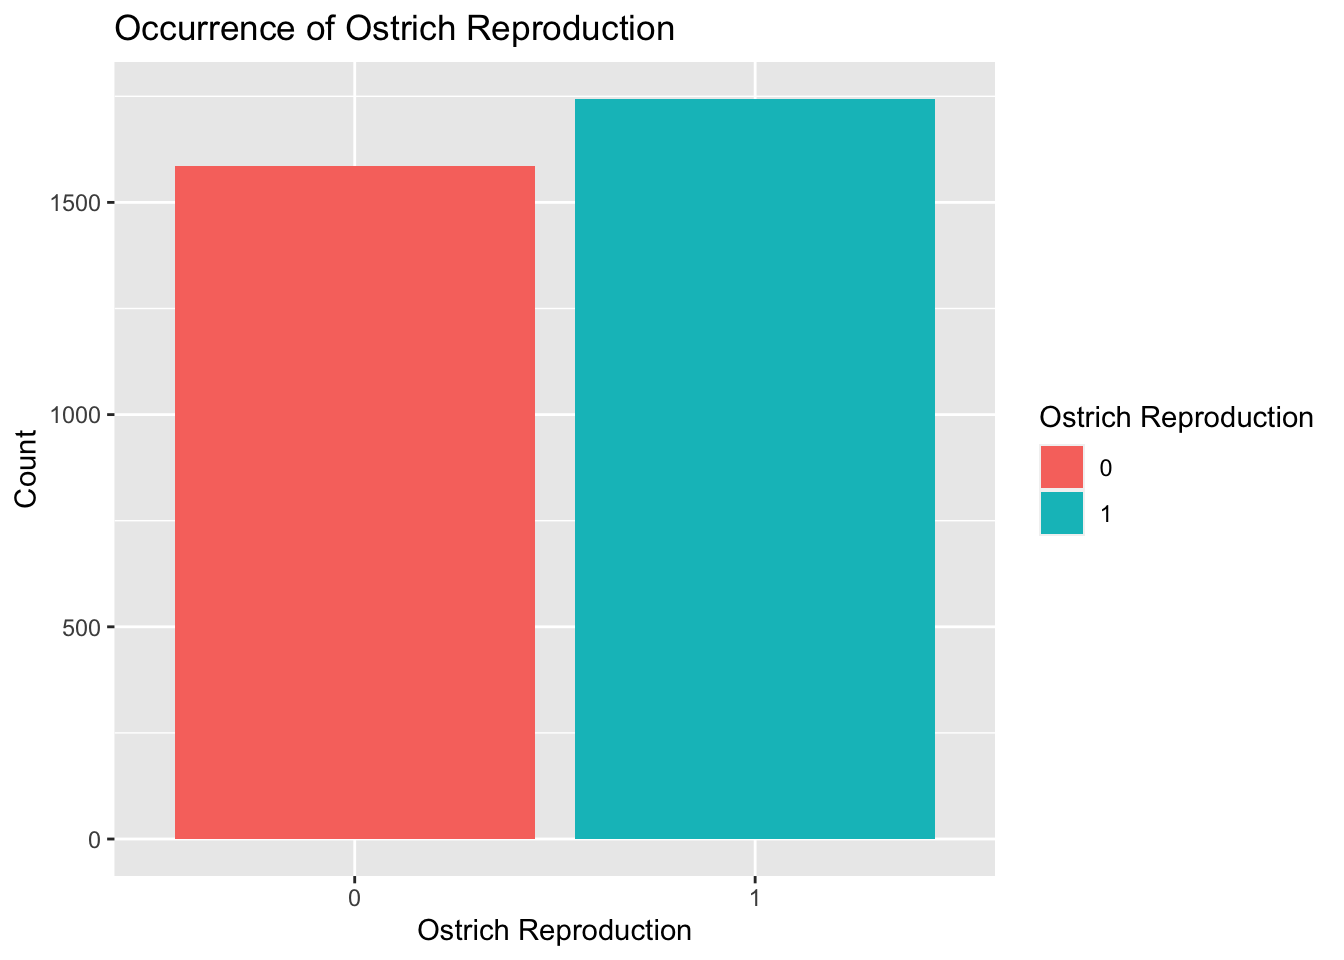 Occurrence of Ostrich Reproduction
1500
1000
500
0
Count
0 1
Ostrich Reproduction
Ostrich Reproduction
0
1